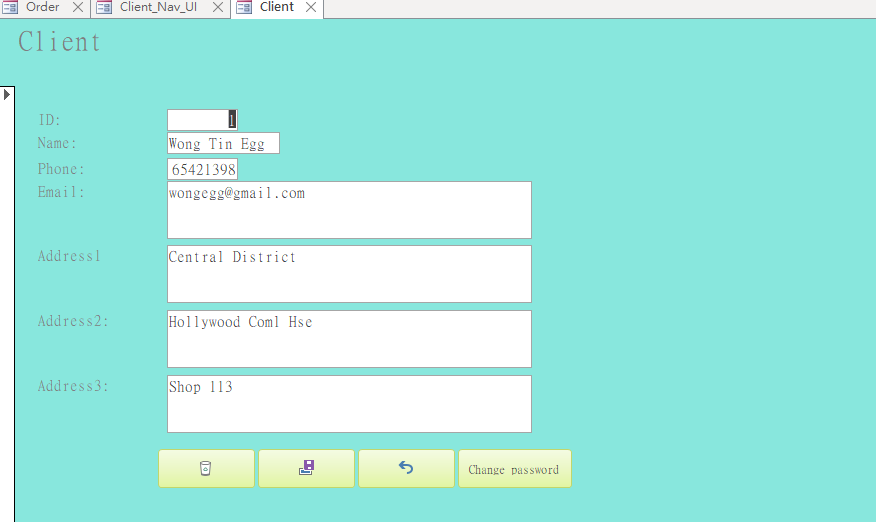 Order
Client_Nav_UI
Client
Client
ID: 1
Name: Wong Tin Egg
Phone: 65421398
Email: wongegg@gmail.com
Address1 Central District
Address2: Hollywood Coml Hse
Address3: Shop 113
Change password